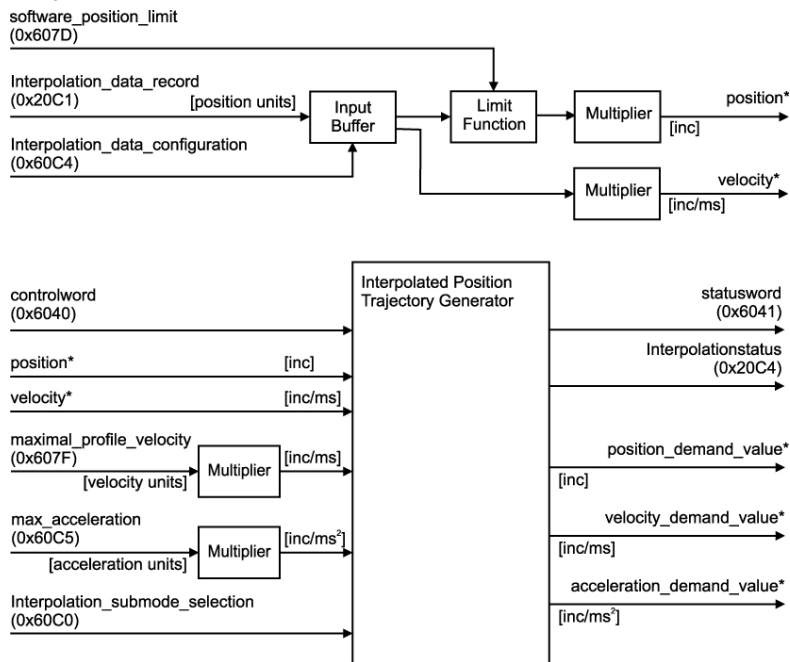 software_position_limit
(0x607D)
Interpolation_data_record
(0x20C1)
[position units]
Input
Buffer
Limit
Function
Multiplier
position*
[inc]
Interpolation_data_configuration
(0x60C4)
Multiplier
velocity*
[inc/ms]
Interpolated Position
Trajectory Generator
controlword
(0x6040)
statusword
(0x6041)
Interpolationstatus
(0x20C4)
position*
[inc]
velocity*
[inc/ms]
maximal_profile_velocity
(0x607F)
[velocity units]
Multiplier
[inc/ms]
position_demand_value*
[inc]
max_acceleration
(0x60C5)
[acceleration units]
Multiplier
[inc/ms²]
velocity_demand_value*
[inc/ms]
Interpolation_submode_selection
(0x60C0)
acceleration_demand_value*
[inc/ms²]